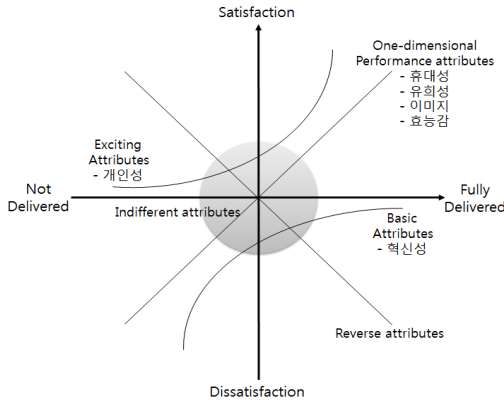 Satisfaction
One-dimensional
Performance attributes
- 휴대성
- 유희성
- 이미지
- 효능감
Exciting
Attributes
- 개인성
Not
Delivered
Fully
Delivered
Indifferent attributes
Basic
Attributes
- 혁신성
Reverse attributes
Dissatisfaction